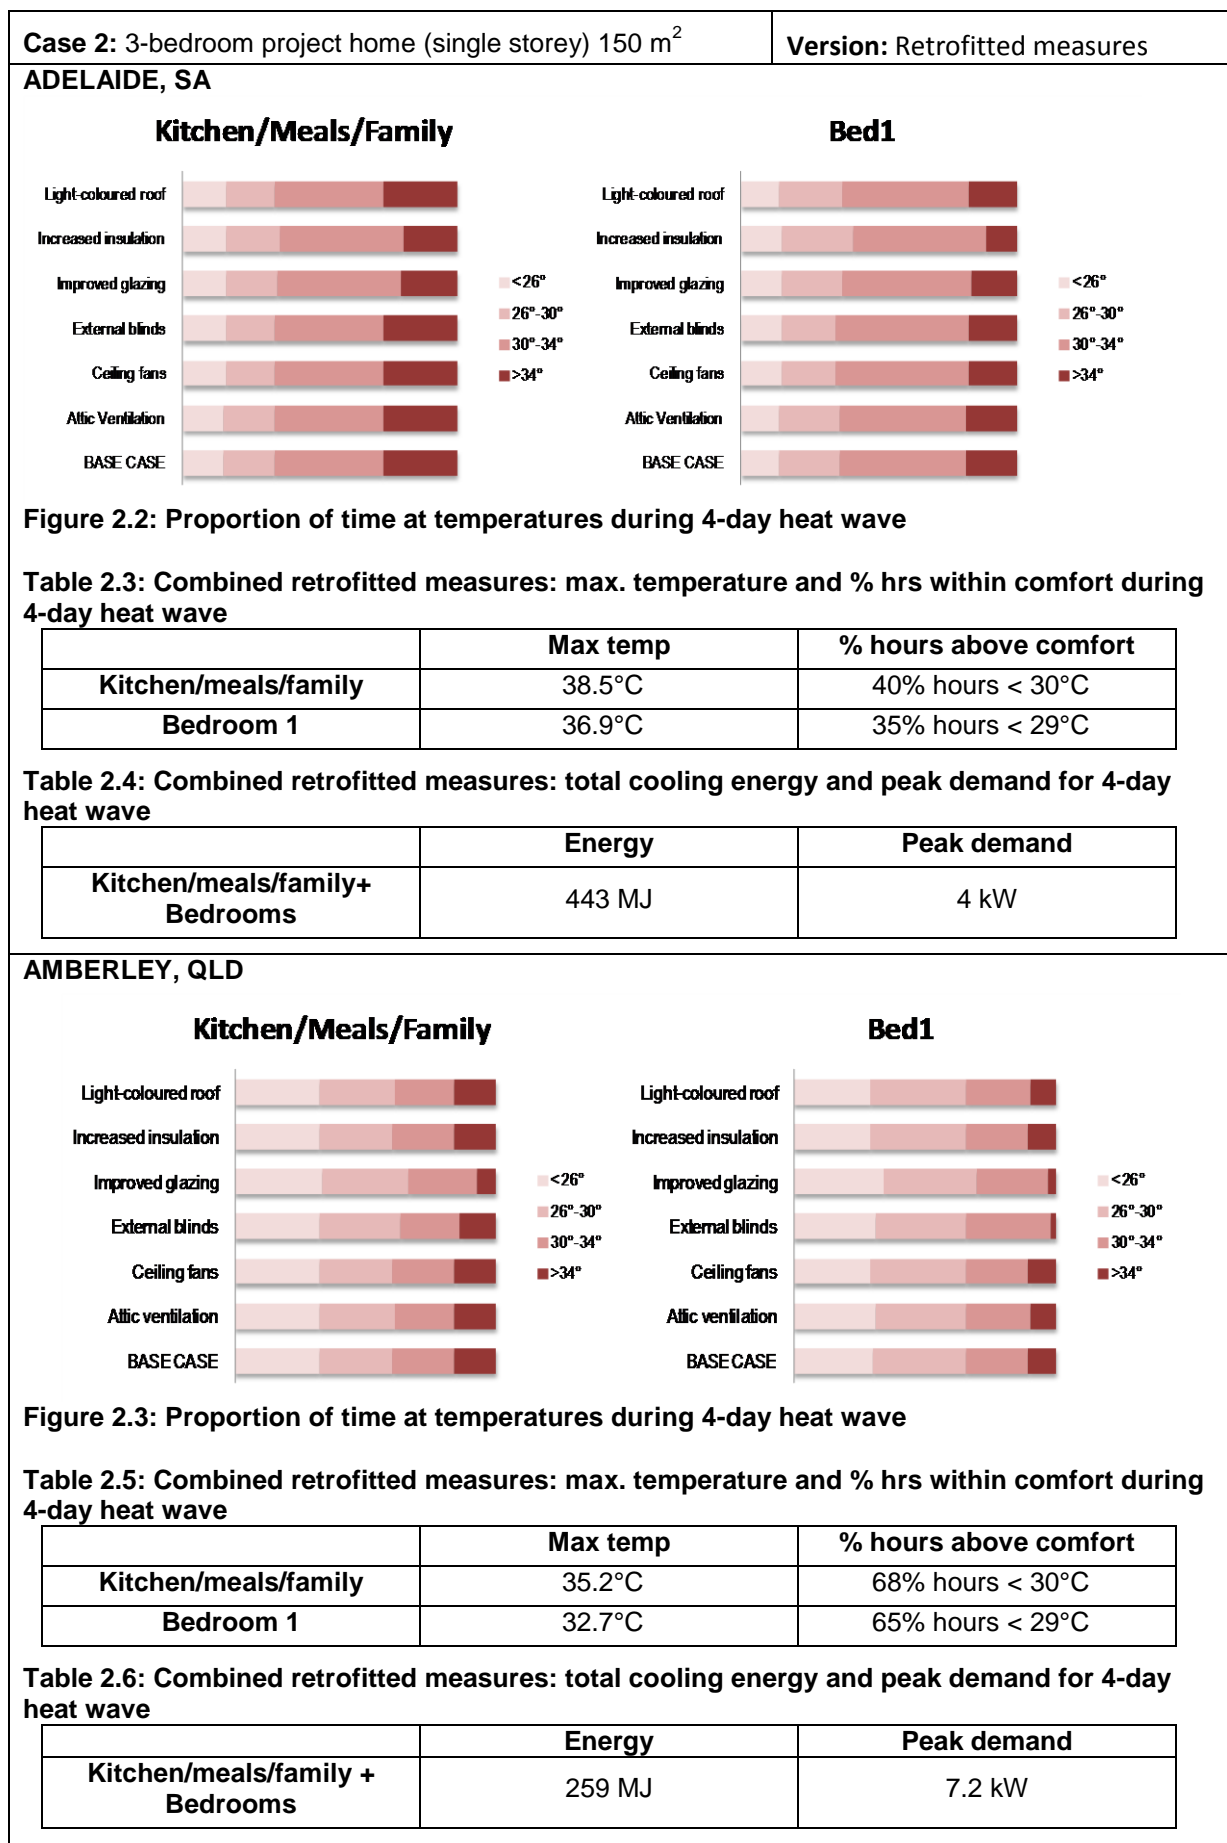 Case 2: 3-bedroom project home (single storey) 150 m2
Version: Retrofitted measures
ADELAIDE, SA
Kitchen/Meals/Family
Light-coloured roof
Increased insulation
Improved glazing
External blinds
Ceiling fans
Attic Ventilation
BASE CASE
<26°
26°-30°
30°-34°
>34°
Bed1
Light-coloured roof
Increased insulation
Improved glazing
External blinds
Ceiling fans
Attic Ventilation
BASE CASE
<26°
26°-30°
30°-34°
>34°
Figure 2.2: Proportion of time at temperatures during 4-day heat wave
Table 2.3: Combined retrofitted measures: max. temperature and % hrs within comfort during
4-day heat wave
Max temp % hours above comfort
Kitchen/meals/family 38.5°C 40% hours < 30°C
Bedroom 1 36.9°C 35% hours < 29°C
Table 2.4: Combined retrofitted measures: total cooling energy and peak demand for 4-day
heat wave
Energy Peak demand
Kitchen/meals/family+
Bedrooms
443 MJ 4 kW
AMBERLEY, QLD
Kitchen/Meals/Family
Light-coloured roof
Increased insulation
Improved glazing
External blinds
Ceiling fans
Attic ventilation
BASE CASE
<26°
26°-30°
30°-34°
>34°
Bed1
Light-coloured roof
Increased insulation
Improved glazing
External blinds
Ceiling fans
Attic ventilation
BASE CASE
<26°
26°-30°
30°-34°
>34°
Figure 2.3: Proportion of time at temperatures during 4-day heat wave
Table 2.5: Combined retrofitted measures: max. temperature and % hrs within comfort during
4-day heat wave
Max temp % hours above comfort
Kitchen/meals/family 35.2°C 68% hours < 30°C
Bedroom 1 32.7°C 65% hours < 29°C
Table 2.6: Combined retrofitted measures: total cooling energy and peak demand for 4-day
heat wave
Energy Peak demand
Kitchen/meals/family +
Bedrooms
259 MJ 7.2 kW